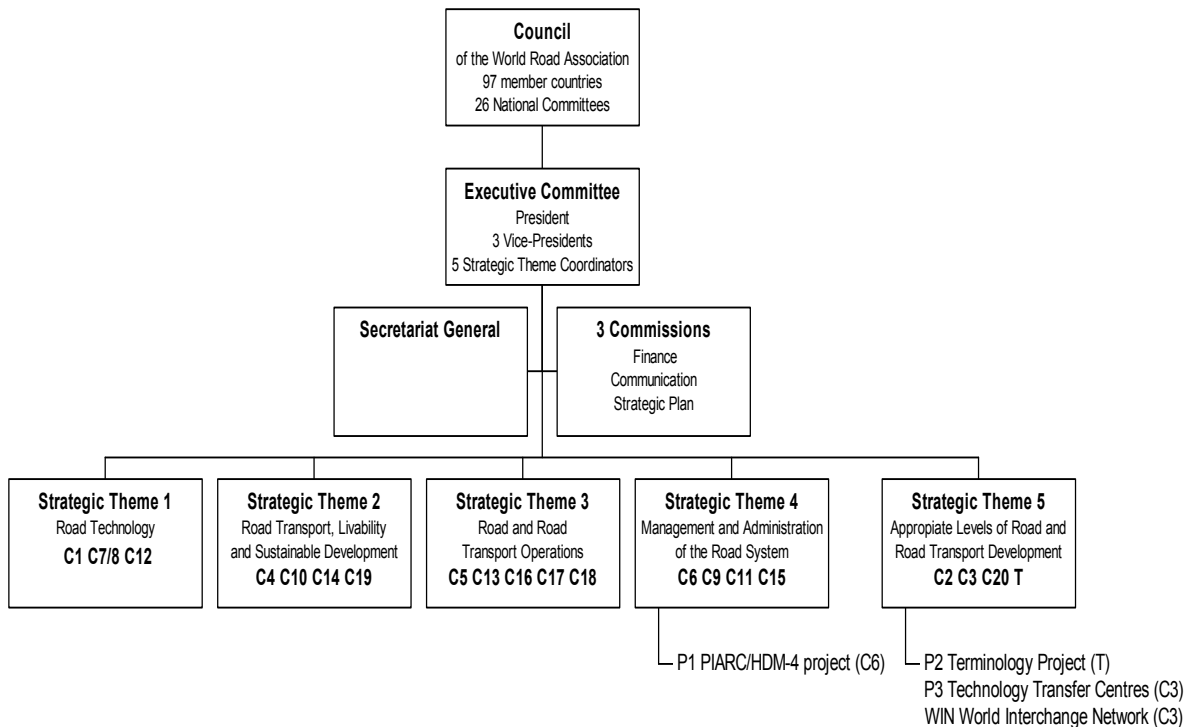 Council
of the World Road Association
97 member countries
26 National Committees
Executive Committee
President
3 Vice-Presidents
5 Strategic Theme Coordinators
Secretariat General
3 Commissions
Finance
Communication
Strategic Plan
Strategic Theme 1
Road Technology
C1 C7/8 C12
Strategic Theme 2
Road Transport, Livability
and Sustainable Development
C4 C10 C14 C19
Strategic Theme 3
Road and Road
Transport Operations
C5 C13 C16 C17 C18
Strategic Theme 4
Management and Administration
of the Road System
C6 C9 C11 C15
Strategic Theme 5
Appropiate Levels of Road and
Road Transport Development
C2 C3 C20 T
P1 PIARC/HDM-4 project (C6)
P2 Terminology Project (T)
P3 Technology Transfer Centres (C3)
WIN World Interchange Network (C3)